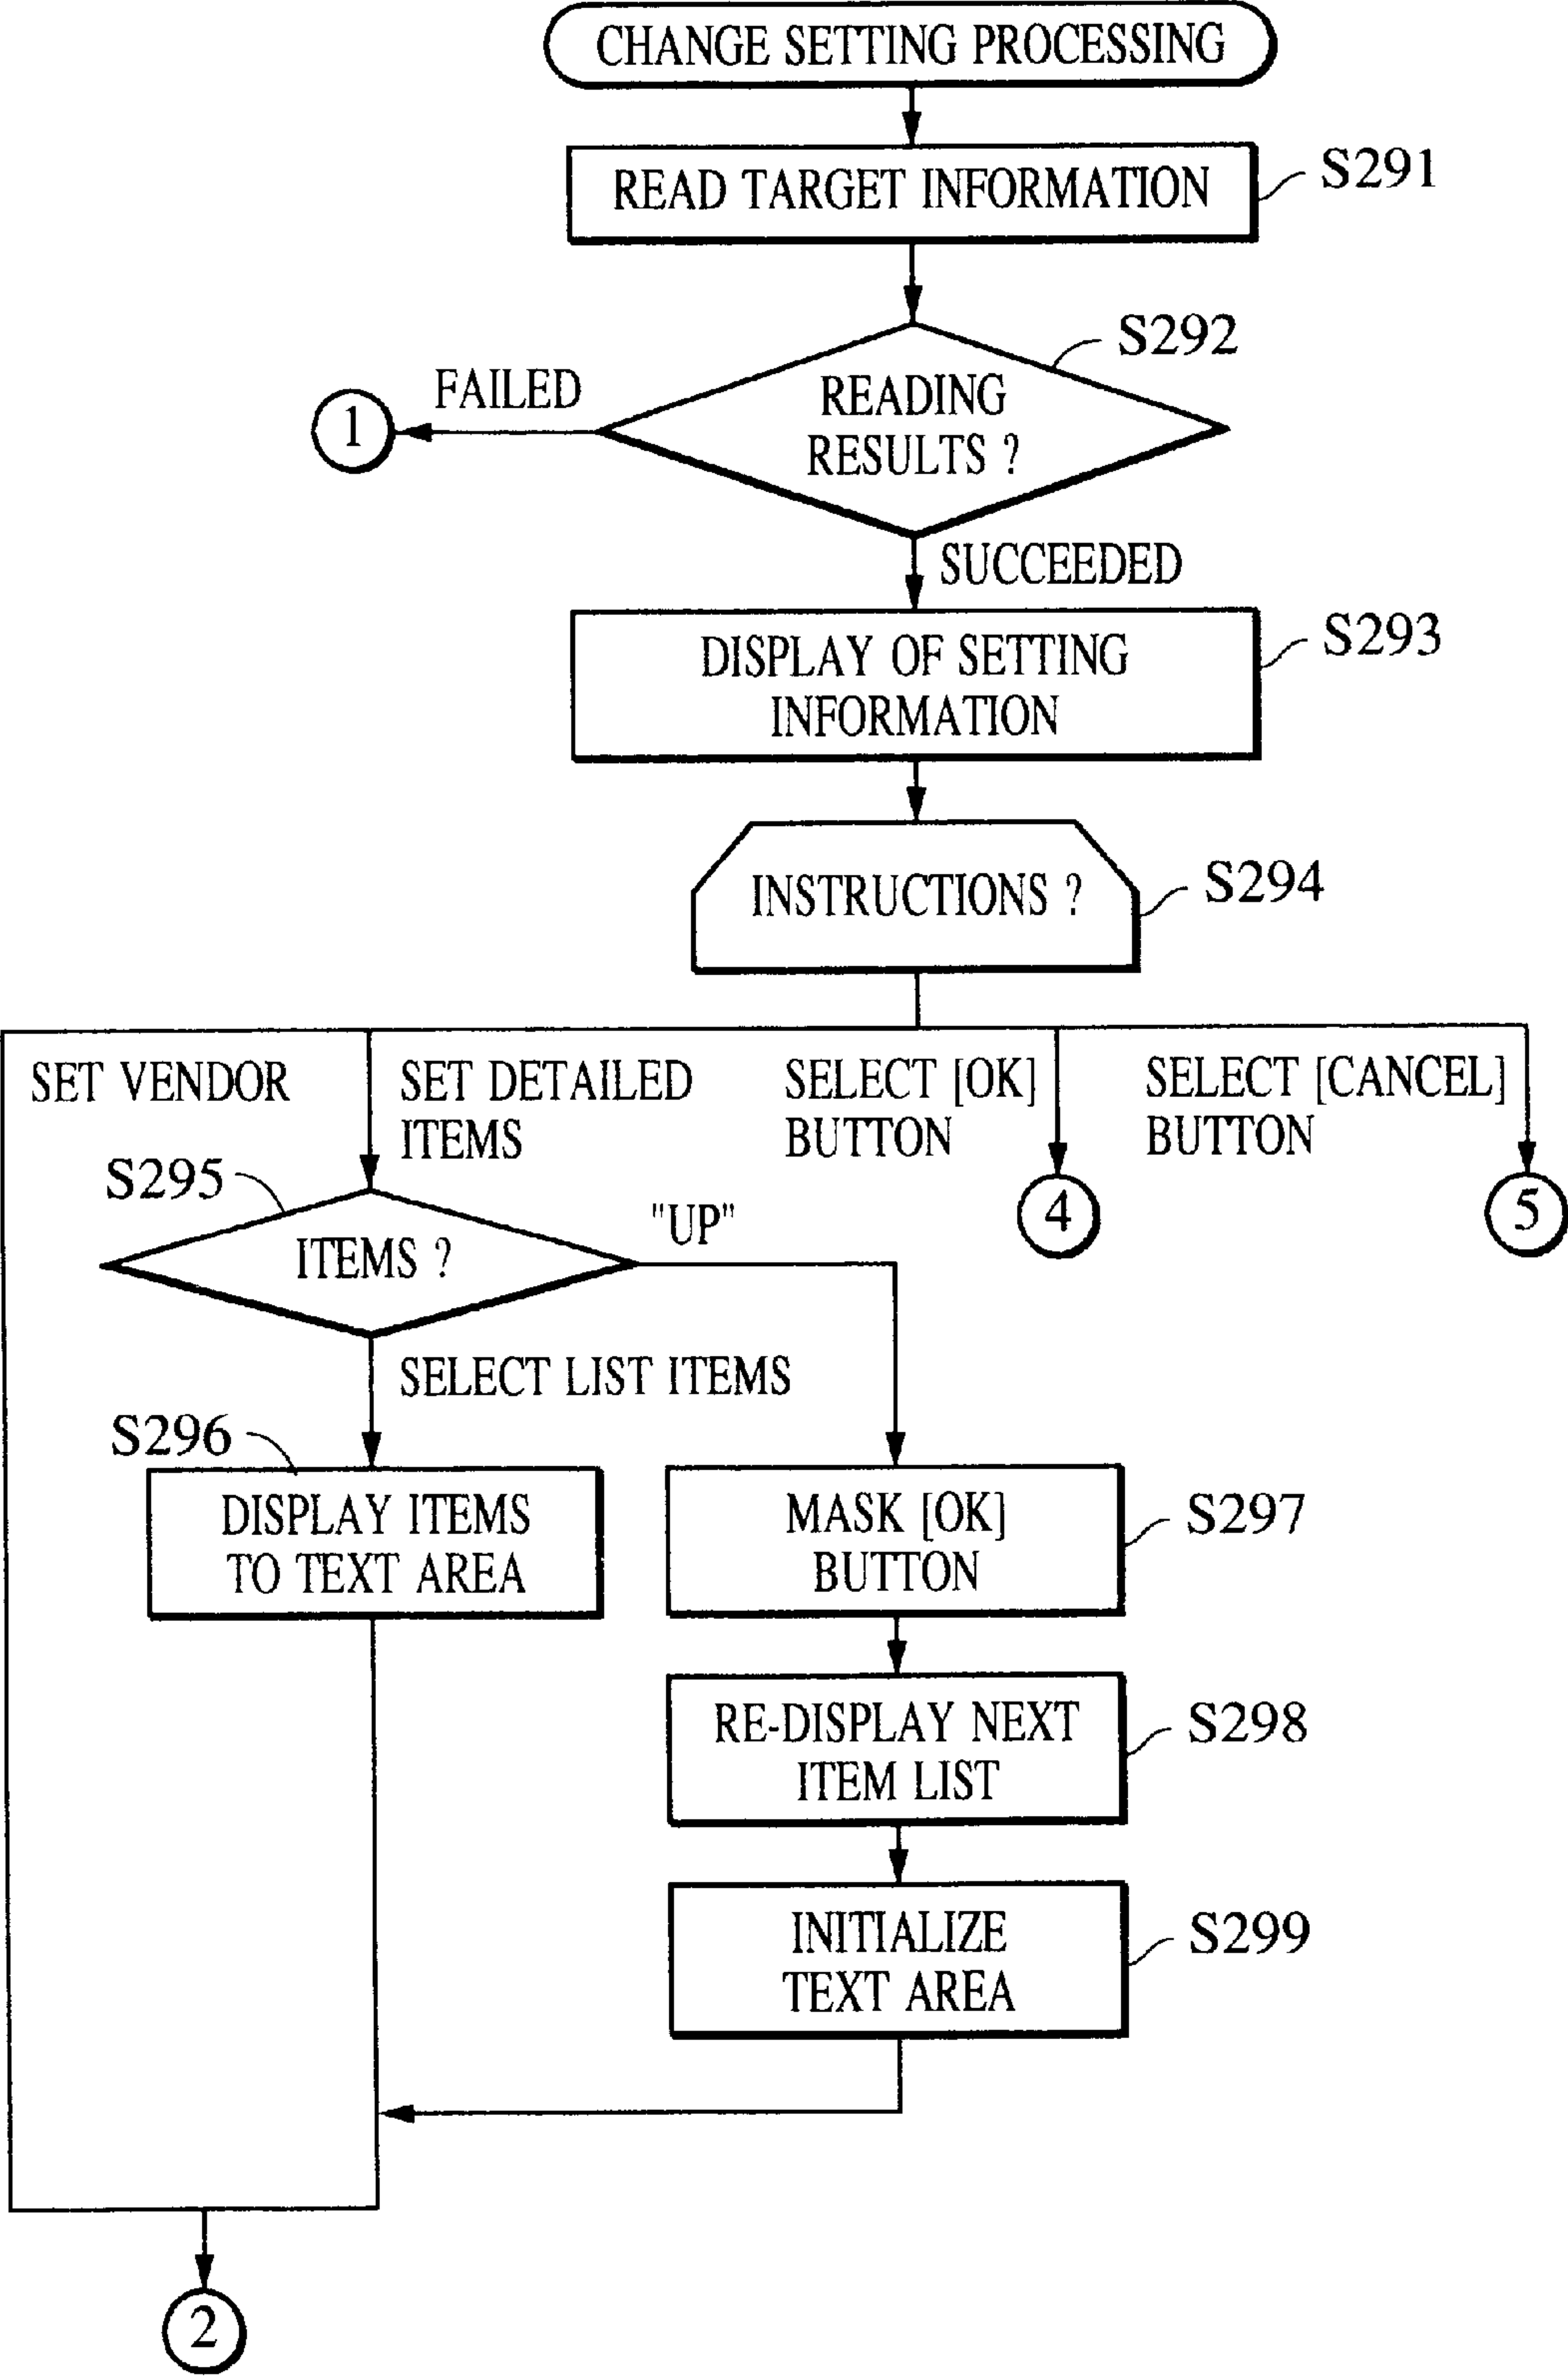 CHANGE SETTING PROCESSING
READ TARGET INFORMATION
S291
S292
FAILED
1
READING
RESULTS ?
SUCCEEDED
DISPLAY OF SETTING
INFORMATION
S293
INSTRUCTIONS ?
S294
SET VENDOR
SET DETAILED
ITEMS
SELECT [OK]
BUTTON
SELECT [CANCEL]
BUTTON
4
5
S295
ITEMS ?
"UP"
SELECT LIST ITEMS
S296
DISPLAY ITEMS
TO TEXT AREA
MASK [OK]
BUTTON
S297
RE-DISPLAY NEXT
ITEM LIST
S298
INITIALIZE
TEXT AREA
S299
2